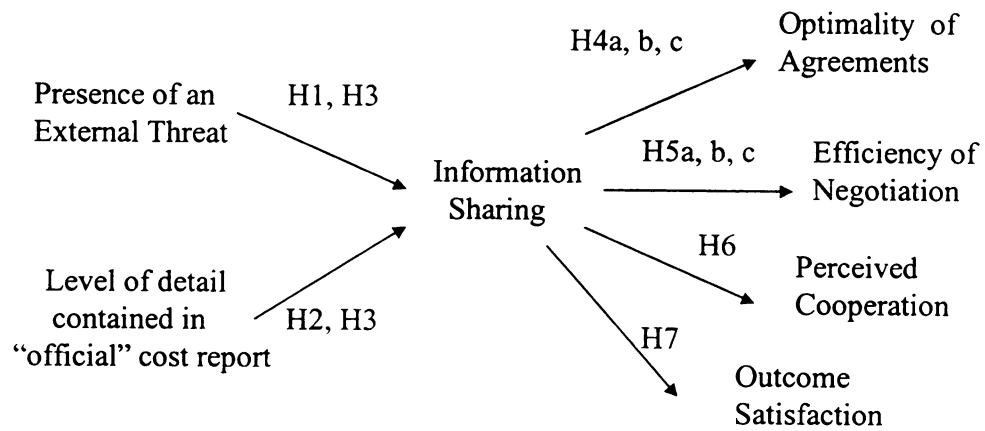 Presence of an
External Threat
H1, H3
Level of detail
contained in
“official” cost report
H2, H3
Information
Sharing
H4a, b, c
Optimality of
Agreements
H5a, b, c
Efficiency of
Negotiation
H6
Perceived
Cooperation
H7
Outcome
Satisfaction